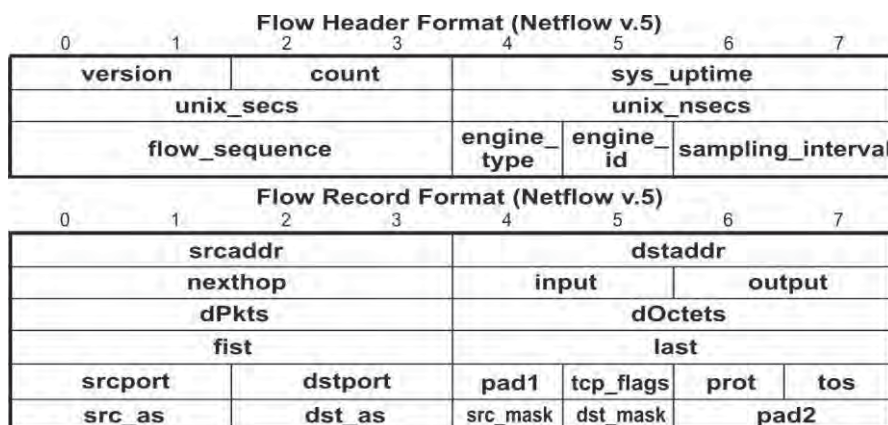 Flow Header Format (Netflow v.5)
0 1 2 3 4 5 6 7
version count sys_uptime
unix_secs unix_nsecs
flow_sequence engine_type engine_id sampling_interval
Flow Record Format (Netflow v.5)
0 1 2 3 4 5 6 7
srcaddr dstaddr
nexthop input output
dPkts dOctets
fist last
srcport dstport pad1 tcp_flags prot tos
src_as dst_as src_mask dst_mask pad2